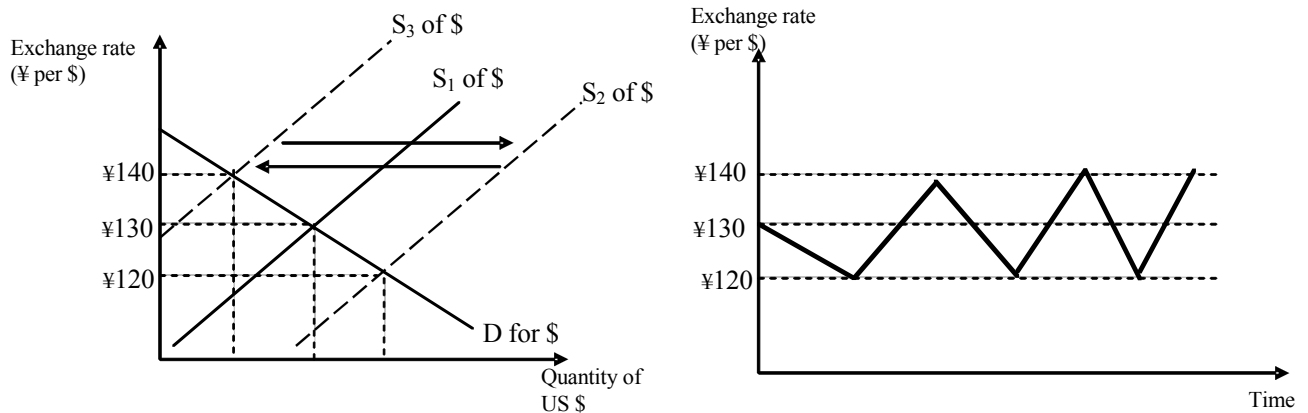 Exchange rate
(¥ per $)
S₃ of $
S₁ of $
S₂ of $
¥140
¥130
¥120
D for $
Quantity of
US $
Exchange rate
(¥ per $)
¥140
¥130
¥120
Time